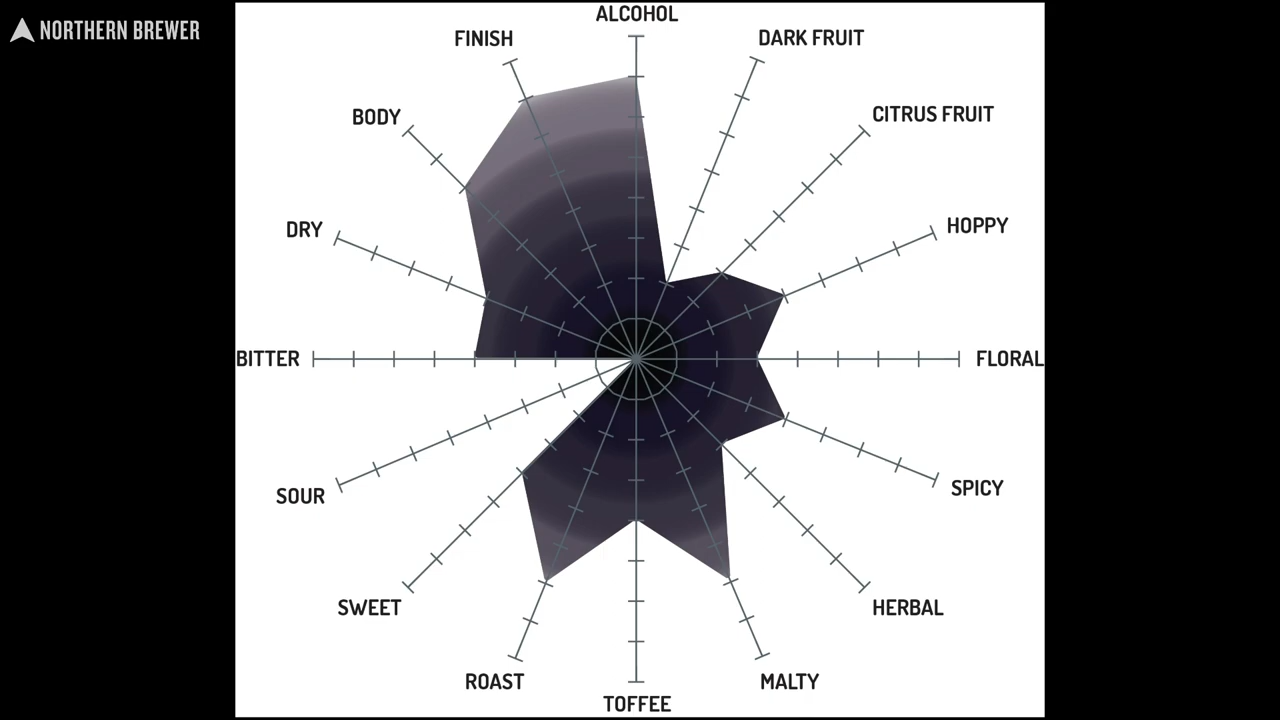 NORTHERN BREWER
ALCOHOL
FINISH
DARK FRUIT
BODY
CITRUS FRUIT
DRY
HOPPY
BITTER
FLORAL
SOUR
SPICY
SWEET
HERBAL
ROAST
MALTY
TOFFEE